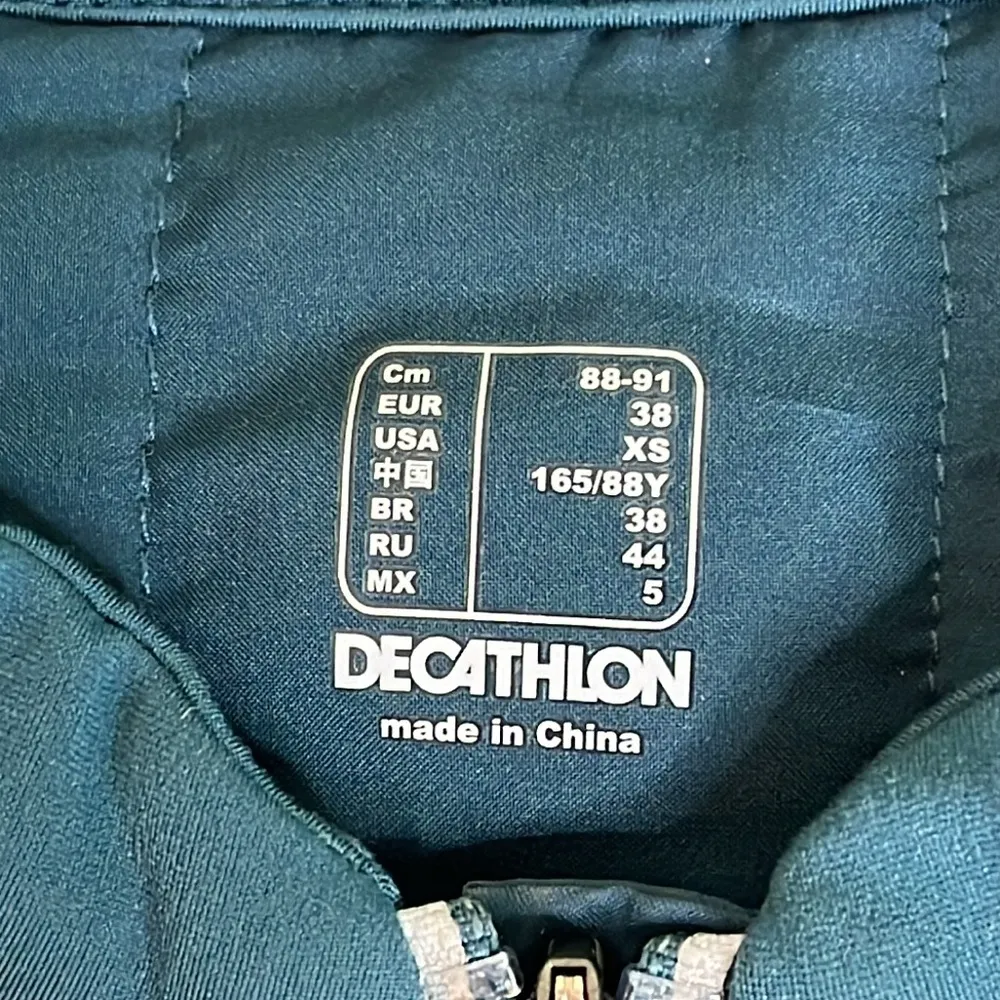 Cm 88-91
EUR 38
USA XS
中国 165/88Y
BR 38
RU 44
MX 5
DECATHLON
made in China